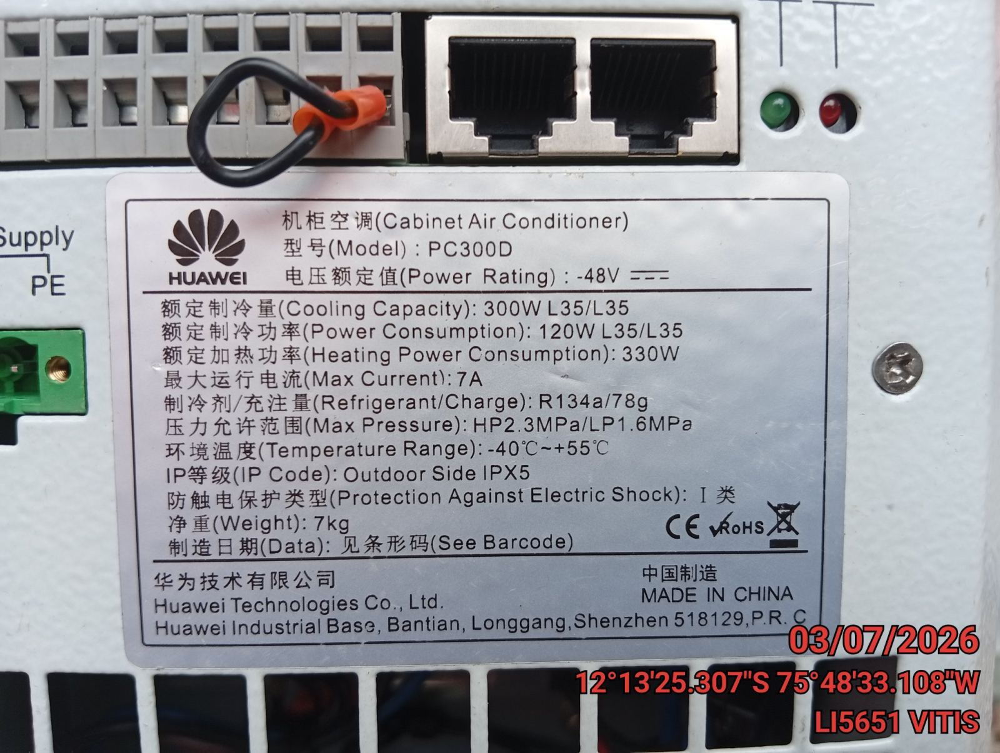 Supply
PE
HUAWEI
机柜空调(Cabinet Air Conditioner)
型号(Model) : PC300D
电压额定值(Power Rating) : -48V
额定制冷量(Cooling Capacity): 300W L35/L35
额定制冷功率(Power Consumption): 120W L35/L35
额定加热功率(Heating Power Consumption): 330W
最大运行电流(Max Current): 7A
制冷剂/充注量(Refrigerant/Charge): R134a/78g
压力允许范围(Max Pressure): HP2.3MPa/LP1.6MPa
环境温度(Temperature Range): -40℃~+55℃
IP等级(IP Code): Outdoor Side IPX5
防触电保护类型(Protection Against Electric Shock): I 类
净重(Weight): 7kg
制造日期(Data): 见条形码(See Barcode)
CE RoHS
华为技术有限公司
Huawei Technologies Co., Ltd.
Huawei Industrial Base, Bantian, Longgang,Shenzhen 518129,P.R. C
中国制造
MADE IN CHINA
03/07/2026
12°13'25.307"S 75°48'33.108"W
LI5651 VITIS